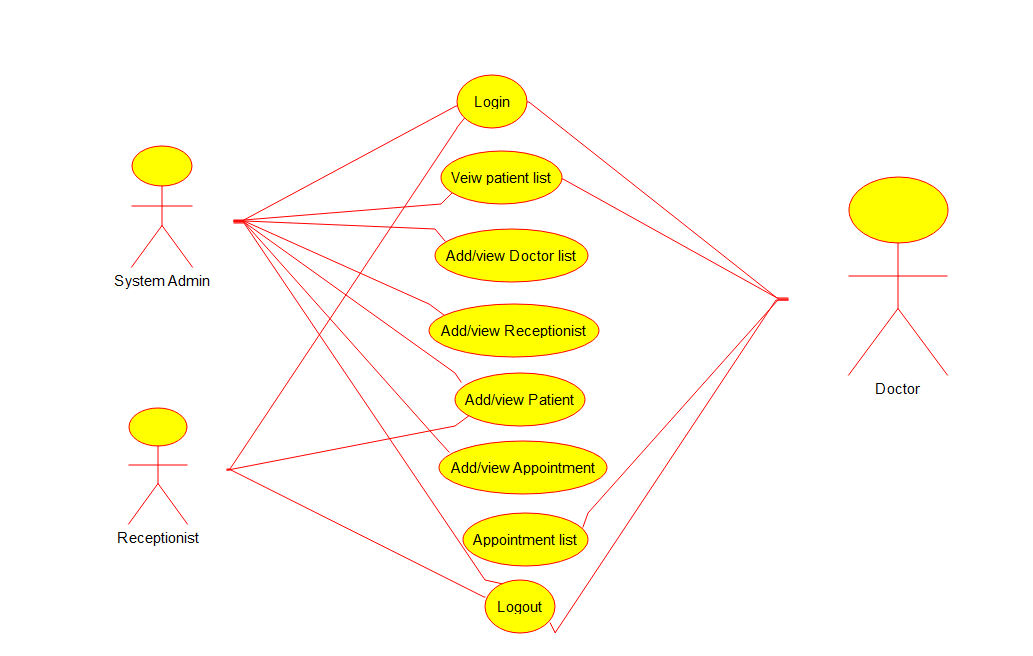 Login
Veiw patient list
Add/view Doctor list
System Admin
Add/view Receptionist
Doctor
Add/view Patient
Add/view Appointment
Receptionist
Appointment list
Logout